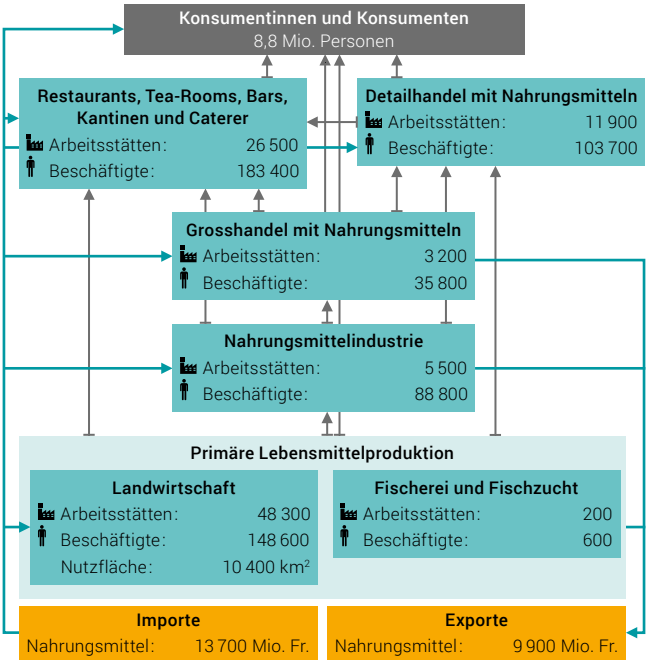 Konsumentinnen und Konsumenten
8,8 Mio. Personen
Restaurants, Tea-Rooms, Bars,
Kantinen und Caterer
Arbeitsstätten: 26 500
Beschäftigte: 183 400
Detailhandel mit Nahrungsmitteln
Arbeitsstätten: 11 900
Beschäftigte: 103 700
Grosshandel mit Nahrungsmitteln
Arbeitsstätten: 3 200
Beschäftigte: 35 800
Nahrungsmittelindustrie
Arbeitsstätten: 5 500
Beschäftigte: 88 800
Primäre Lebensmittelproduktion
Landwirtschaft
Arbeitsstätten: 48 300
Beschäftigte: 148 600
Nutzfläche: 10 400 km²
Fischerei und Fischzucht
Arbeitsstätten: 200
Beschäftigte: 600
Importe
Nahrungsmittel: 13 700 Mio. Fr.
Exporte
Nahrungsmittel: 9 900 Mio. Fr.